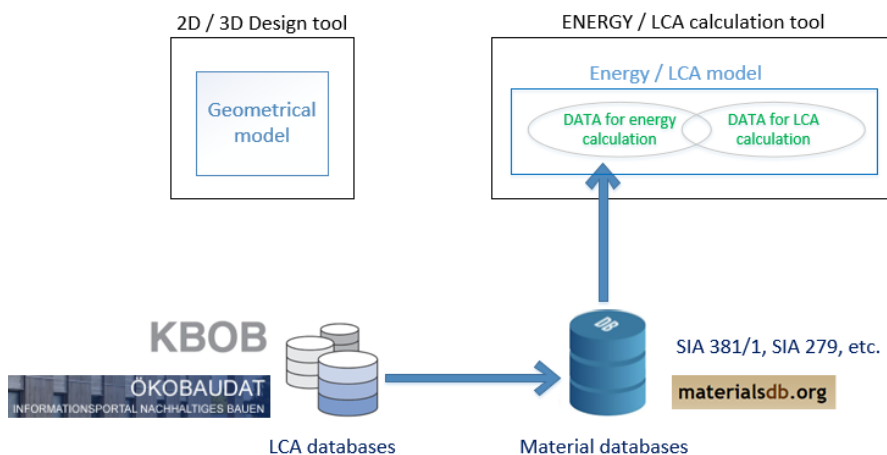 2D / 3D Design tool
ENERGY / LCA calculation tool
Geometrical
model
Energy / LCA model
DATA for energy
calculation
DATA for LCA
calculation
KBOB
ÖKOBAUDAT
INFORMATIONSPORTAL NACHHALTIGES BAUEN
DB
SIA 381/1, SIA 279, etc.
materialsdb.org
LCA databases
Material databases